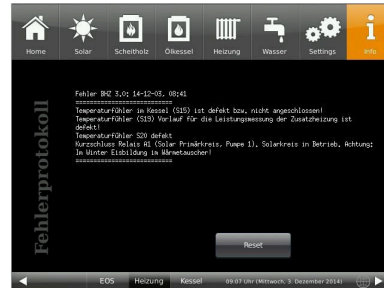 Home Solar Scheitholz Ölkessel Heizung Wasser Settings Info
Fehlerprotokoll
Fehler BHZ 3.0: 14-12-03, 08:41
============================
Temperaturfühler im Kessel (S15) ist defekt bzw. nicht angeschlossen!
Temperaturfühler (S19) Vorlauf für die Leistungsmessung der Zusatzheizung ist
defekt!
Temperaturfühler S20 defekt
Kurzschluss Relais A1 (Solar Primärkreis, Pumpe 1). Solarkreis in Betrieb. Achtung:
Im Winter Eisbildung im Wärmetauscher!
============================
Reset
EOS Heizung Kessel 09:07 Uhr (Mittwoch, 3. Dezember 2014)